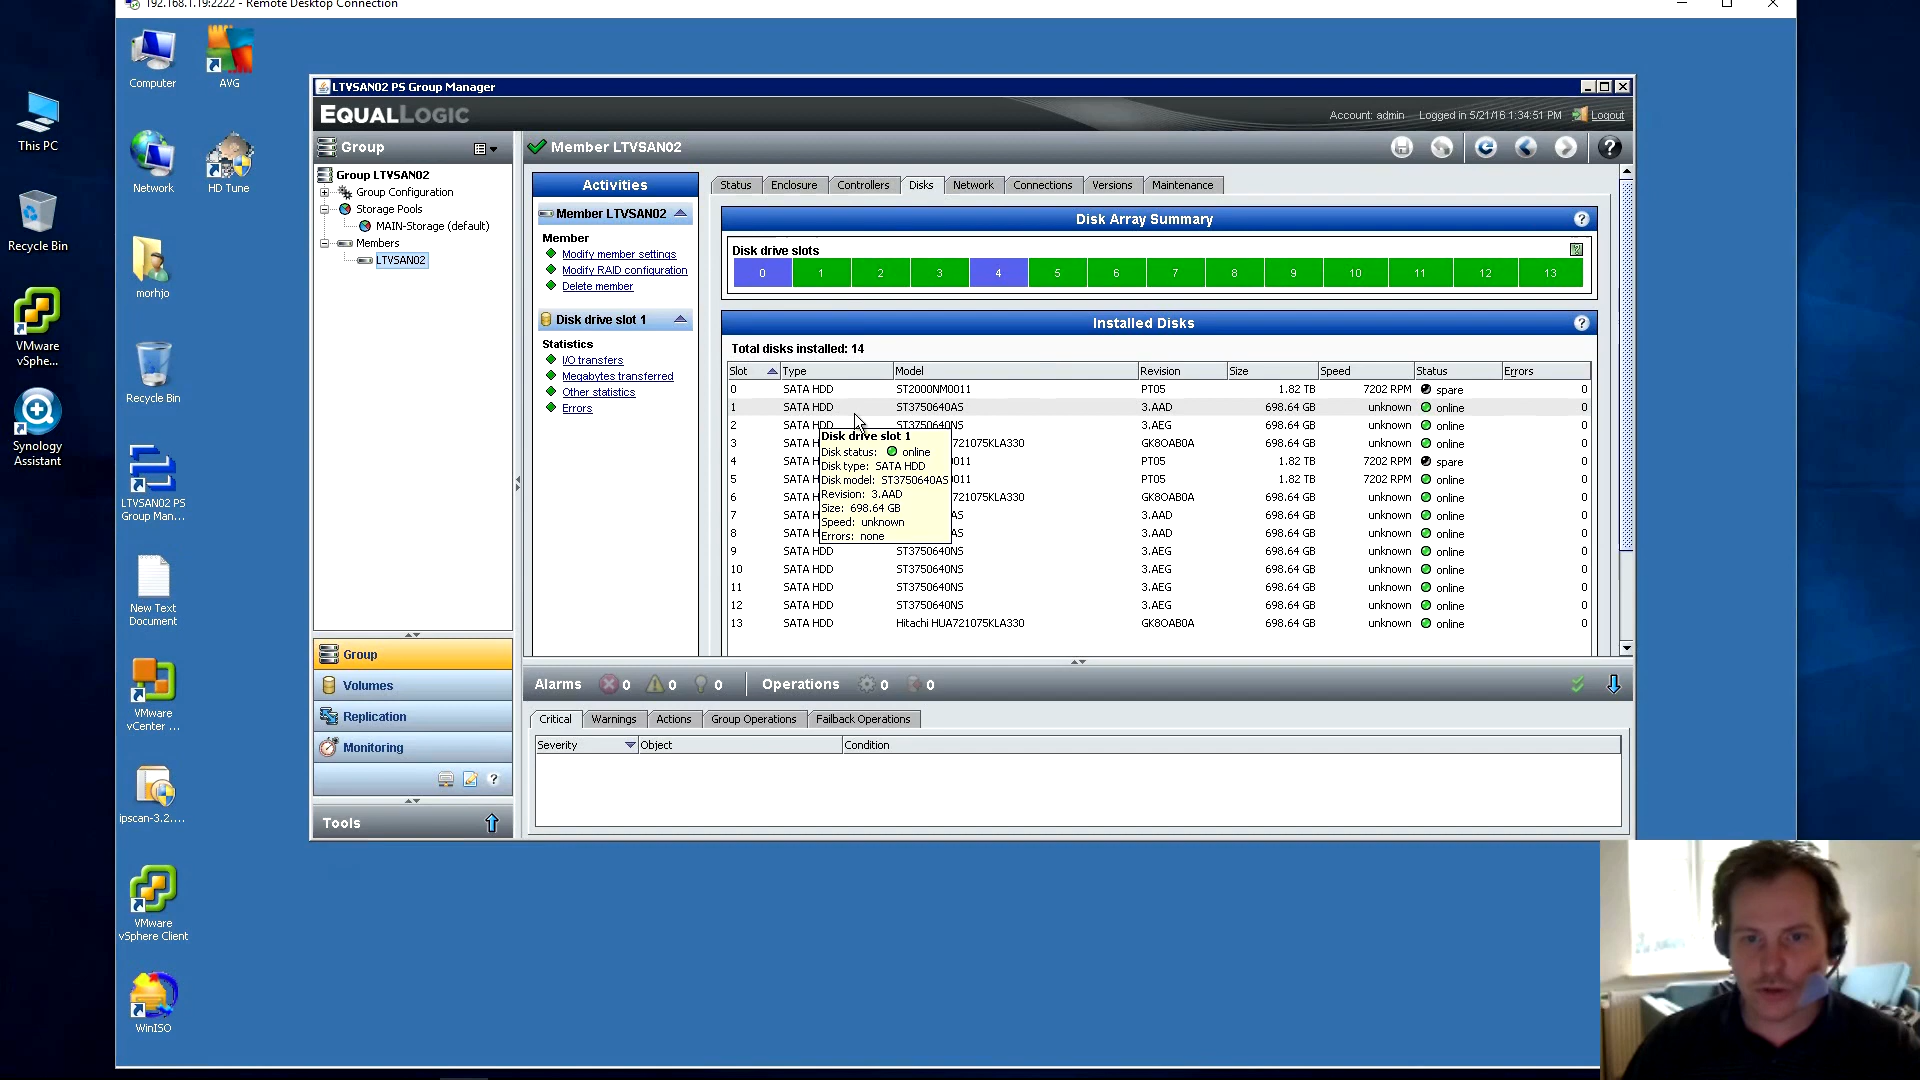 192.168.1.19:2222 - Remote Desktop Connection
This PC
Recycle Bin
VMware
vSphe...
Synology
Assistant
Computer
AVG
Network
HD Tune
morhjo
Recycle Bin
LTVSAN02 PS
Group Man...
New Text
Document
VMware
vCenter ...
ipscan-3.2....
VMware
vSphere Client
WinISO
LTVSAN02 PS Group Manager
EQUALLOGIC
Account: admin Logged in 5/21/16 1:34:51 PM Logout
Group
Group LTVSAN02
Group Configuration
Storage Pools
MAIN-Storage (default)
Members
LTVSAN02
Group
Volumes
Replication
Monitoring
Tools
Member LTVSAN02
Activities
Member LTVSAN02
Member
Modify member settings
Modify RAID configuration
Delete member
Disk drive slot 1
Statistics
I/O transfers
Megabytes transferred
Other statistics
Errors
Status Enclosure Controllers Disks Network Connections Versions Maintenance
Disk Array Summary
Disk drive slots
0 1 2 3 4 5 6 7 8 9 10 11 12 13
Installed Disks
Total disks installed: 14
Slot Type Model Revision Size Speed Status Errors
0 SATA HDD ST2000NM0011 PT05 1.82 TB 7202 RPM spare 0
1 SATA HDD ST3750640AS 3.AAD 698.64 GB unknown online 0
2 SATA HDD ST3750640NS 3.AEG 698.64 GB unknown online 0
3 SATA H 721075KLA330 GK8OAB0A 698.64 GB unknown online 0
4 SATA H 0011 PT05 1.82 TB 7202 RPM spare 0
5 SATA H 0011 PT05 1.82 TB 7202 RPM online 0
6 SATA H 721075KLA330 GK8OAB0A 698.64 GB unknown online 0
7 SATA H AS 3.AAD 698.64 GB unknown online 0
8 SATA H AS 3.AAD 698.64 GB unknown online 0
9 SATA HDD ST3750640NS 3.AEG 698.64 GB unknown online 0
10 SATA HDD ST3750640NS 3.AEG 698.64 GB unknown online 0
11 SATA HDD ST3750640NS 3.AEG 698.64 GB unknown online 0
12 SATA HDD ST3750640NS 3.AEG 698.64 GB unknown online 0
13 SATA HDD Hitachi HUA721075KLA330 GK8OAB0A 698.64 GB unknown online 0
Disk drive slot 1
Disk status: online
Disk type: SATA HDD
Disk model: ST3750640AS
Revision: 3.AAD
Size: 698.64 GB
Speed: unknown
Errors: none
Alarms 0 0 0 Operations 0 0
Critical Warnings Actions Group Operations Failback Operations
Severity Object Condition